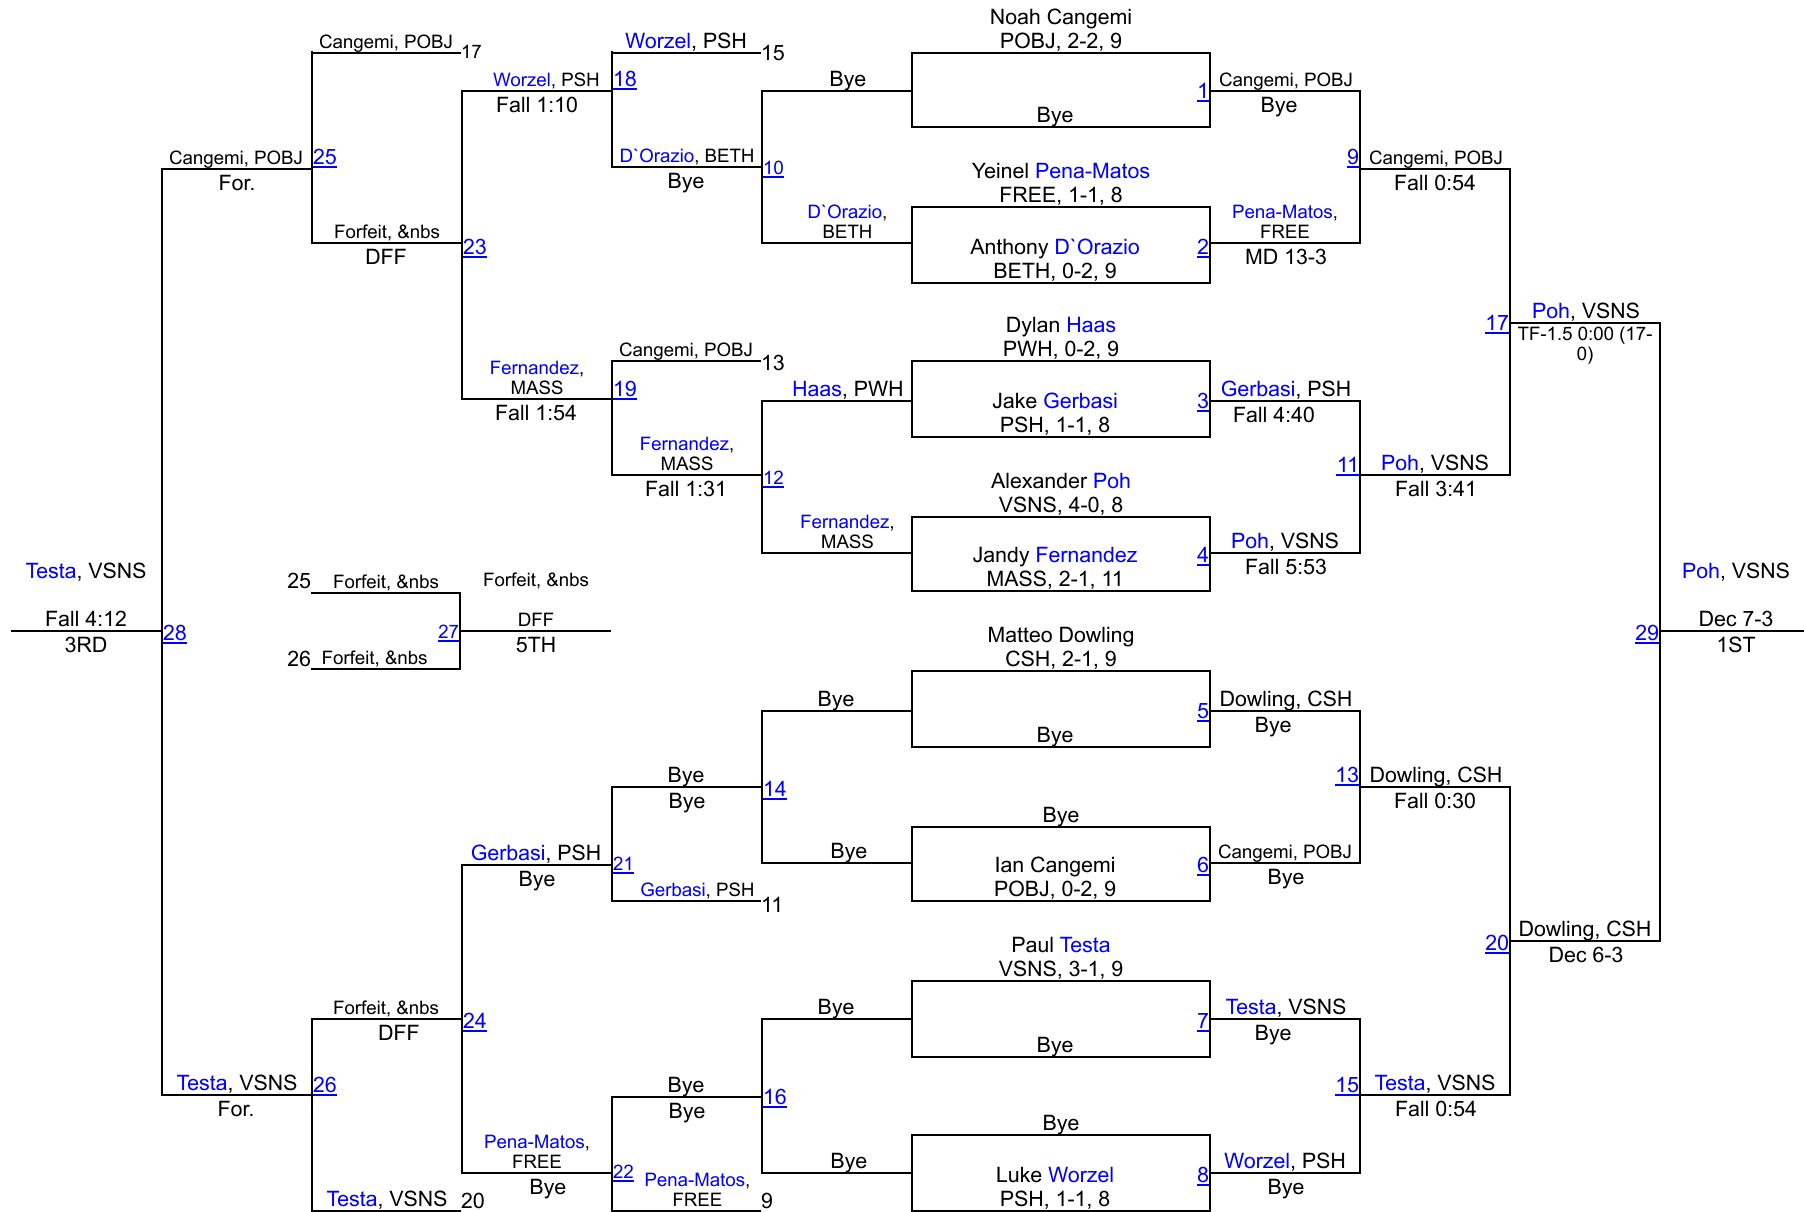 Noah Cangemi
POBJ, 2-2, 9
Cangemi, POBJ
17
Worzel, PSH
15
Worzel, PSH
18
Fall 1:10
Bye
1
Cangemi, POBJ
Bye
Bye
Cangemi, POBJ
25
For.
D`Orazio, BETH
10
Bye
Yeinel Pena-Matos
FREE, 1-1, 8
9
Cangemi, POBJ
Fall 0:54
Forfeit, &nbs
23
DFF
D`Orazio,
BETH
Anthony D`Orazio
BETH, 0-2, 9
2
Pena-Matos,
FREE
MD 13-3
Dylan Haas
PWH, 0-2, 9
17
Poh, VSNS
TF-1.5 0:00 (17-
0)
Cangemi, POBJ
13
Fernandez,
MASS
19
Fall 1:54
Haas, PWH
Jake Gerbasi
PSH, 1-1, 8
3
Gerbasi, PSH
Fall 4:40
Fernandez,
MASS
12
Fall 1:31
Alexander Poh
VSNS, 4-0, 8
11
Poh, VSNS
Fall 3:41
Fernandez,
MASS
Jandy Fernandez
MASS, 2-1, 11
4
Poh, VSNS
Fall 5:53
Testa, VSNS
Fall 4:12
3RD
28
25
Forfeit, &nbs
Forfeit, &nbs
27
DFF
5TH
26
Forfeit, &nbs
Poh, VSNS
29
Dec 7-3
1ST
Matteo Dowling
CSH, 2-1, 9
Bye
Bye
5
Dowling, CSH
Bye
Bye
14
Bye
13
Dowling, CSH
Fall 0:30
Bye
Gerbasi, PSH
21
Bye
Bye
Ian Cangemi
POBJ, 0-2, 9
6
Cangemi, POBJ
Bye
Gerbasi, PSH
11
Paul Testa
VSNS, 3-1, 9
20
Dowling, CSH
Dec 6-3
Forfeit, &nbs
24
DFF
Bye
Bye
7
Testa, VSNS
Bye
Testa, VSNS
26
For.
Bye
16
Bye
15
Testa, VSNS
Fall 0:54
Bye
Pena-Matos,
FREE
22
Bye
Bye
Luke Worzel
PSH, 1-1, 8
8
Worzel, PSH
Bye
Testa, VSNS
20
Pena-Matos,
FREE
9